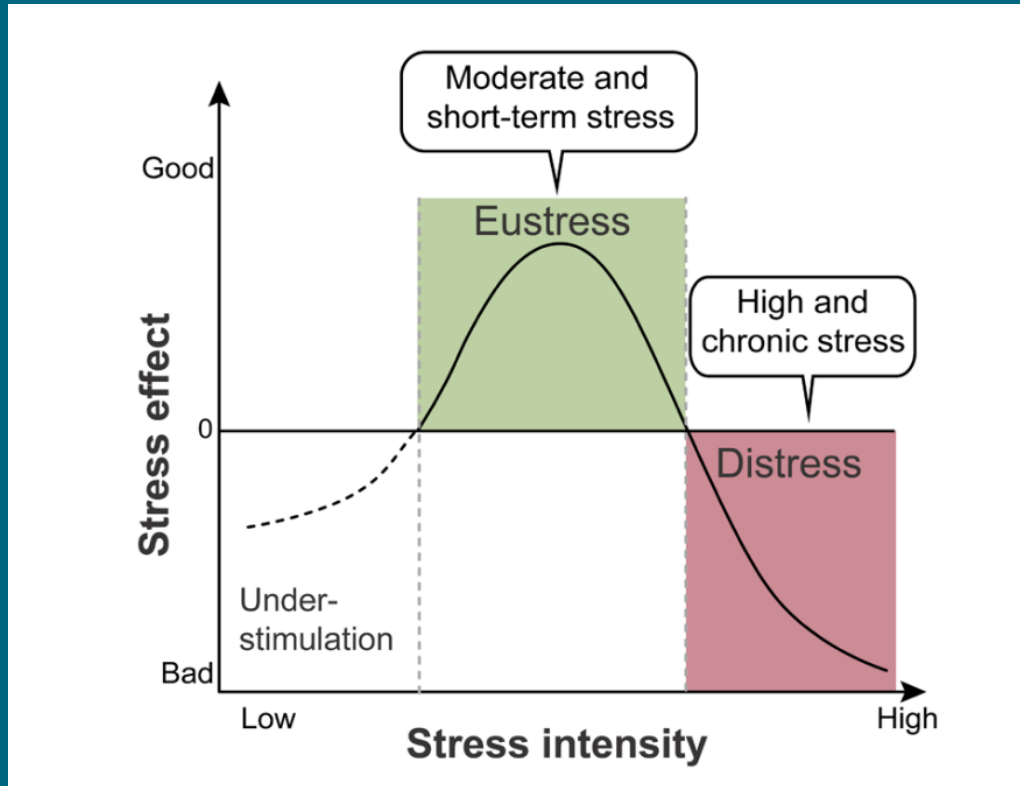 Moderate and
short-term stress
Good
Eustress
High and
chronic stress
Stress effect
0
Distress
Under-
stimulation
Bad
Low
High
Stress intensity